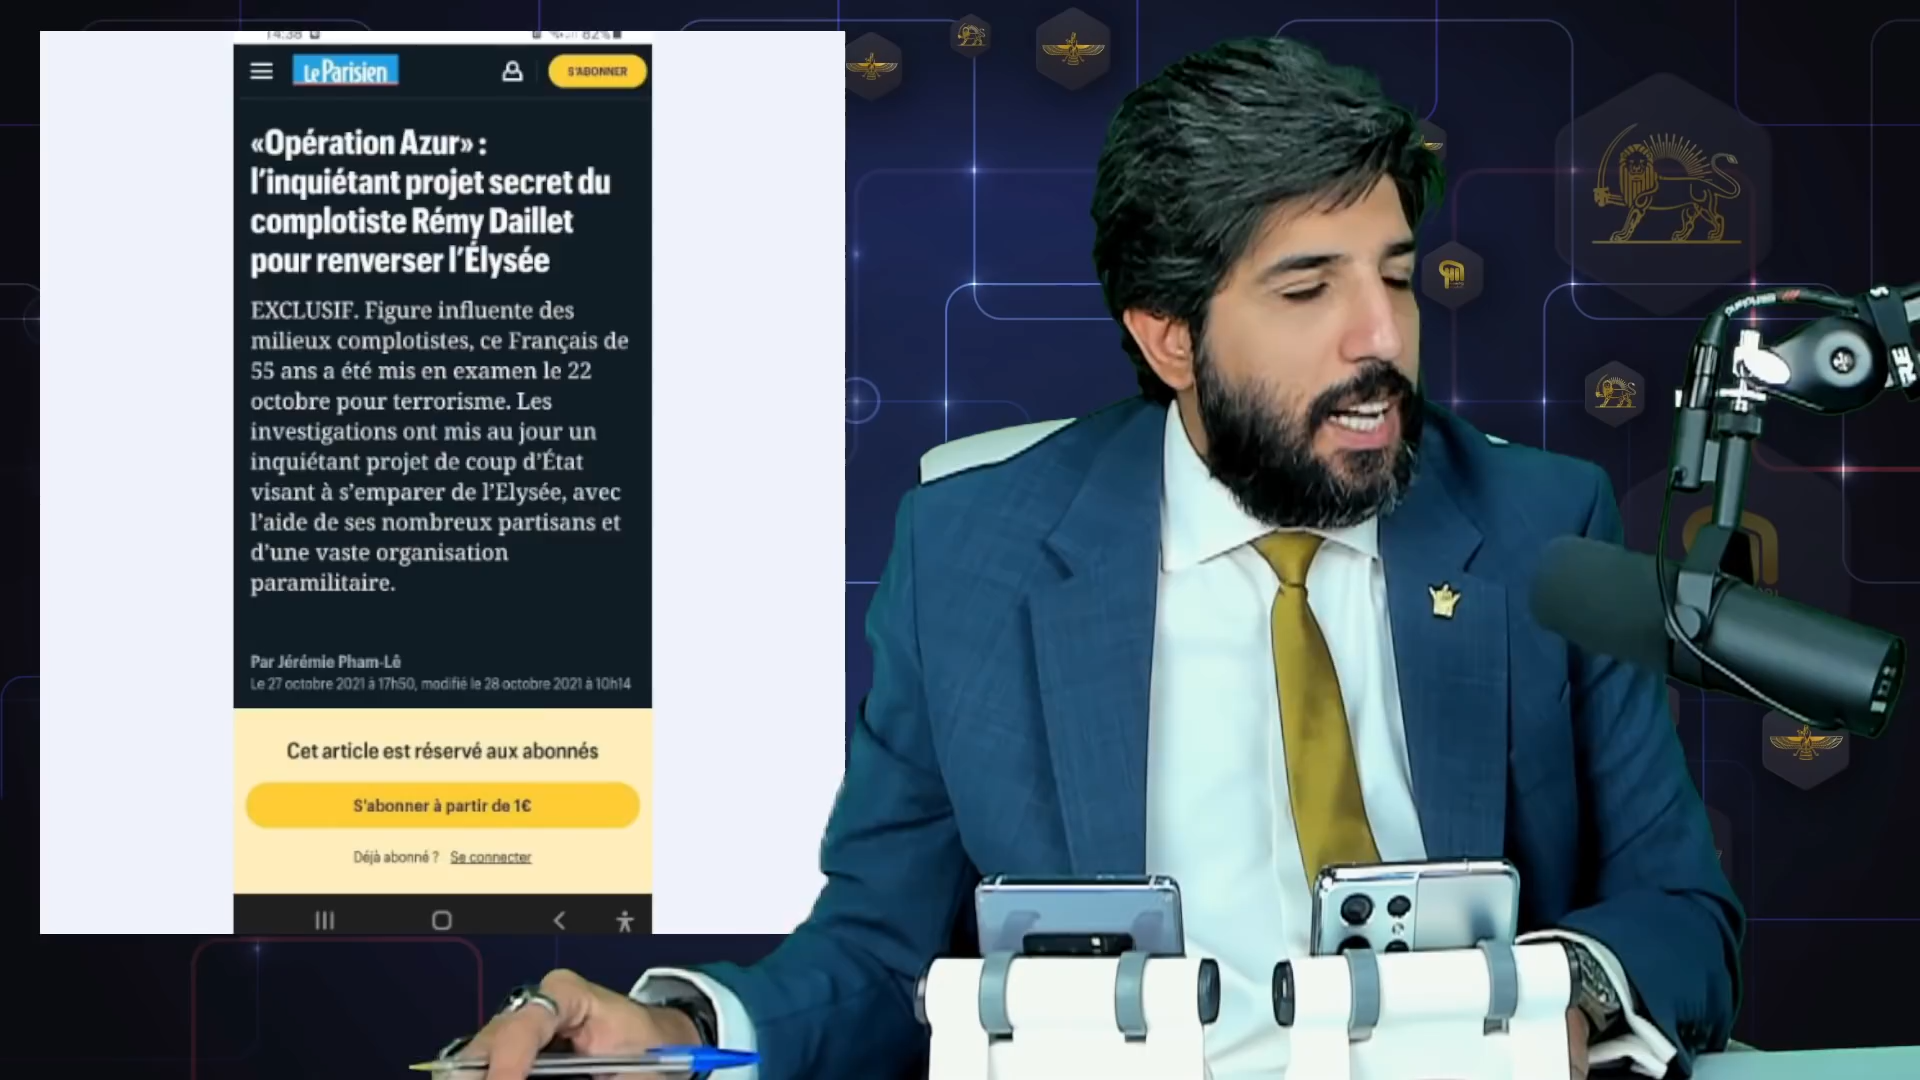 14:38
82%
Le Parisien
S'ABONNER
«Opération Azur» :
l'inquiétant projet secret du
complotiste Rémy Daillet
pour renverser l'Élysée
EXCLUSIF. Figure influente des
milieux complotistes, ce Français de
55 ans a été mis en examen le 22
octobre pour terrorisme. Les
investigations ont mis au jour un
inquiétant projet de coup d'État
visant à s'emparer de l'Elysée, avec
l'aide de ses nombreux partisans et
d'une vaste organisation
paramilitaire.
Par Jérémie Pham-Lê
Le 27 octobre 2021 à 17h50, modifié le 28 octobre 2021 à 10h14
Cet article est réservé aux abonnés
S'abonner à partir de 1€
Déjà abonné ? Se connecter